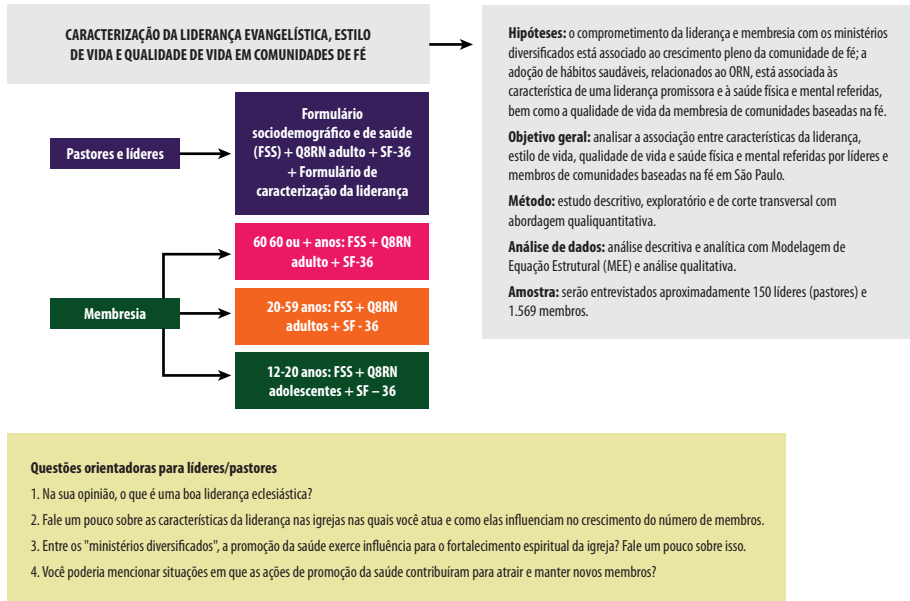 CARACTERIZAÇÃO DA LIDERANÇA EVANGELÍSTICA, ESTILO
DE VIDA E QUALIDADE DE VIDA EM COMUNIDADES DE FÉ
Pastores e líderes
Formulário
sociodemográfico e de saúde
(FSS) + Q8RN adulto + SF-36
+ Formulário de
caracterização da liderança
Membresia
60 60 ou + anos: FSS + Q8RN
adulto + SF-36
20-59 anos: FSS + Q8RN
adultos + SF - 36
12-20 anos: FSS + Q8RN
adolescentes + SF – 36
Hipóteses: o comprometimento da liderança e membresia com os ministérios
diversificados está associado ao crescimento pleno da comunidade de fé; a
adoção de hábitos saudáveis, relacionados ao ORN, está associada às
característica de uma liderança promissora e à saúde física e mental referidas,
bem como a qualidade de vida da membresia de comunidades baseadas na fé.
Objetivo geral: analisar a associação entre características da liderança,
estilo de vida, qualidade de vida e saúde física e mental referidas por líderes e
membros de comunidades baseadas na fé em São Paulo.
Método: estudo descritivo, exploratório e de corte transversal com
abordagem qualiquantitativa.
Análise de dados: análise descritiva e analítica com Modelagem de
Equação Estrutural (MEE) e análise qualitativa.
Amostra: serão entrevistados aproximadamente 150 líderes (pastores) e
1.569 membros.
Questões orientadoras para líderes/pastores
1. Na sua opinião, o que é uma boa liderança eclesiástica?
2. Fale um pouco sobre as características da liderança nas igrejas nas quais você atua e como elas influenciam no crescimento do número de membros.
3. Entre os "ministérios diversificados", a promoção da saúde exerce influência para o fortalecimento espiritual da igreja? Fale um pouco sobre isso.
4. Você poderia mencionar situações em que as ações de promoção da saúde contribuíram para atrair e manter novos membros?